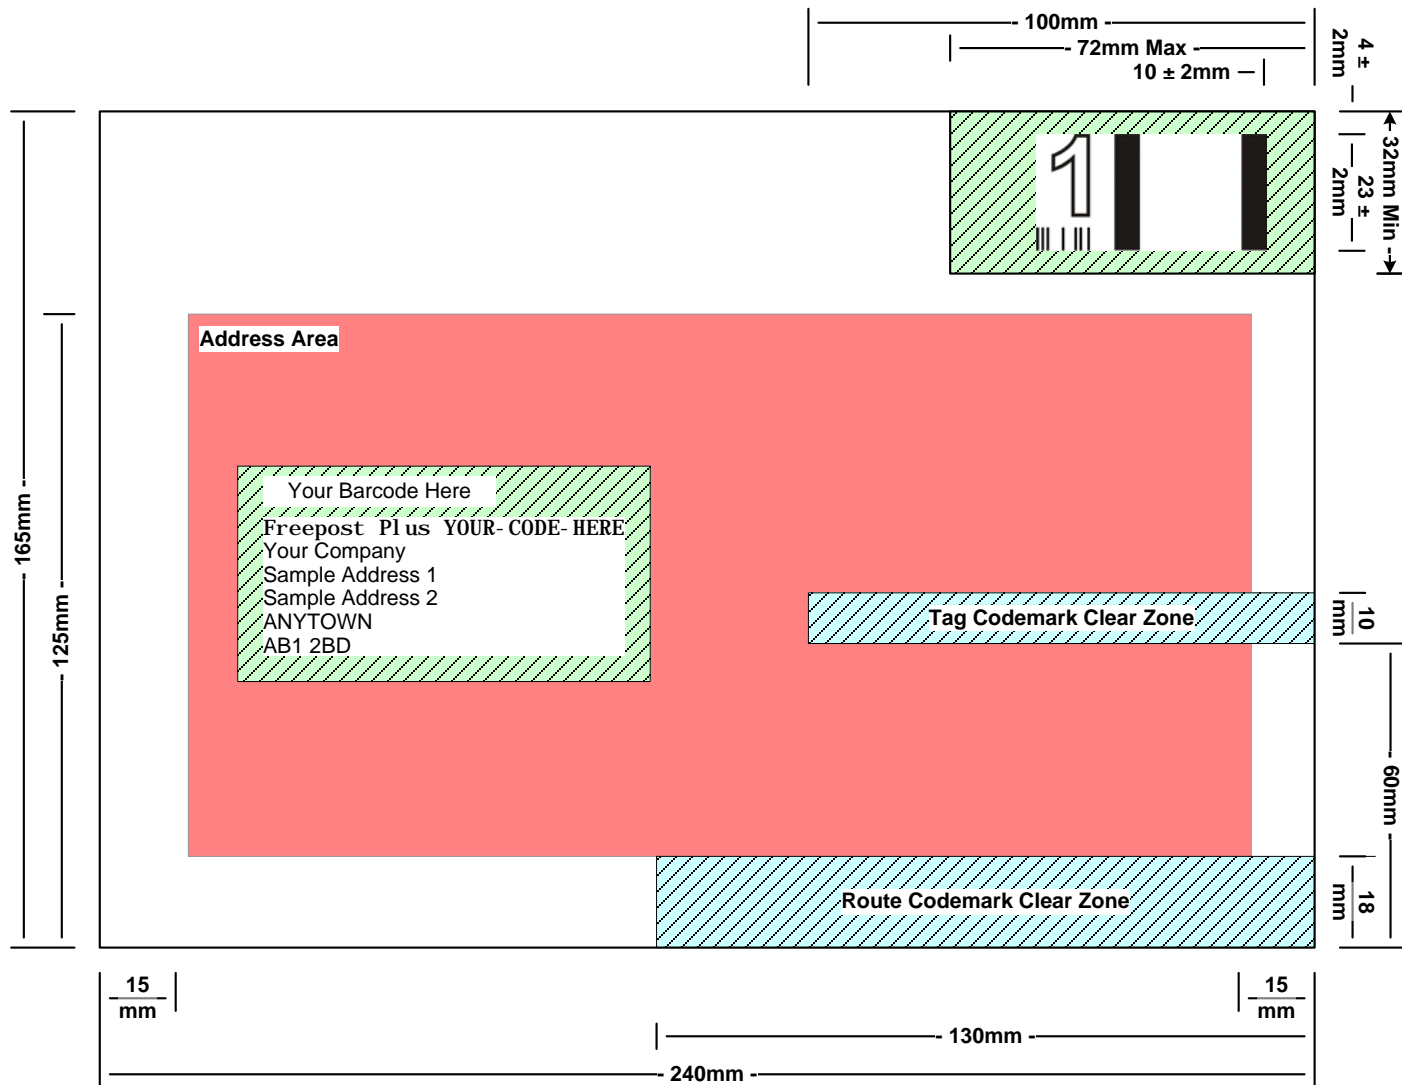 - 100mm -
- 72mm Max -
10 ± 2mm
4 ±
2mm
32mm Min -
23 ±
2mm
1
Address Area
165mm-
125mm-
Your Barcode Here
Freepost Plus YOUR-CODE-HERE
Your Company
Sample Address 1
Sample Address 2
ANYTOWN
AB1 2BD
Tag Codemark Clear Zone
10
mm
- 60mm-
Route Codemark Clear Zone
18
mm
15
mm
15
mm
- 130mm -
- 240mm -